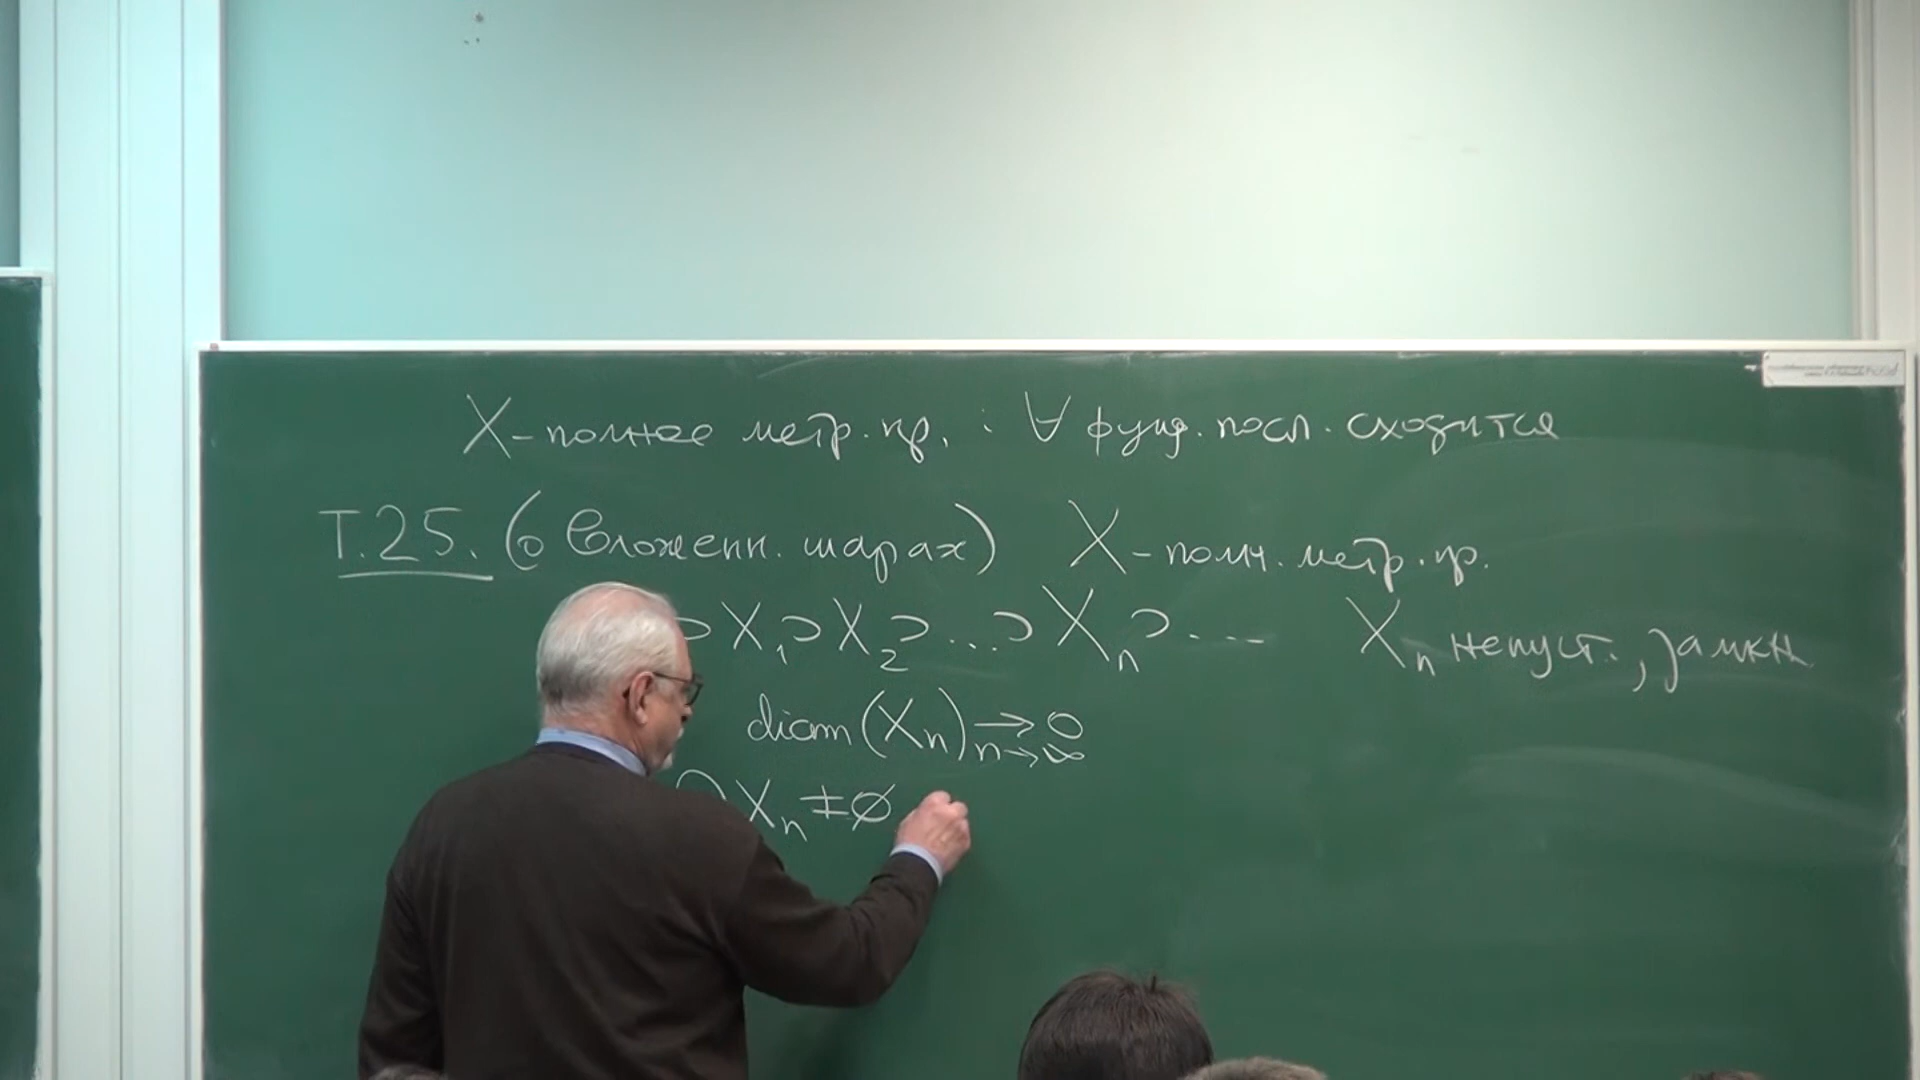 X - полное метр. пр. : ∀ фунд. посл. сходится
Т.25. (о вложенн. шарах) X - полн. метр. пр.
⊃ X₁ ⊃ X₂ ⊃ ... ⊃ Xₙ ⊃ ... Xₙ непуст., замкн
diam (Xₙ) → 0
n→∞
∩ Xₙ ≠ ∅